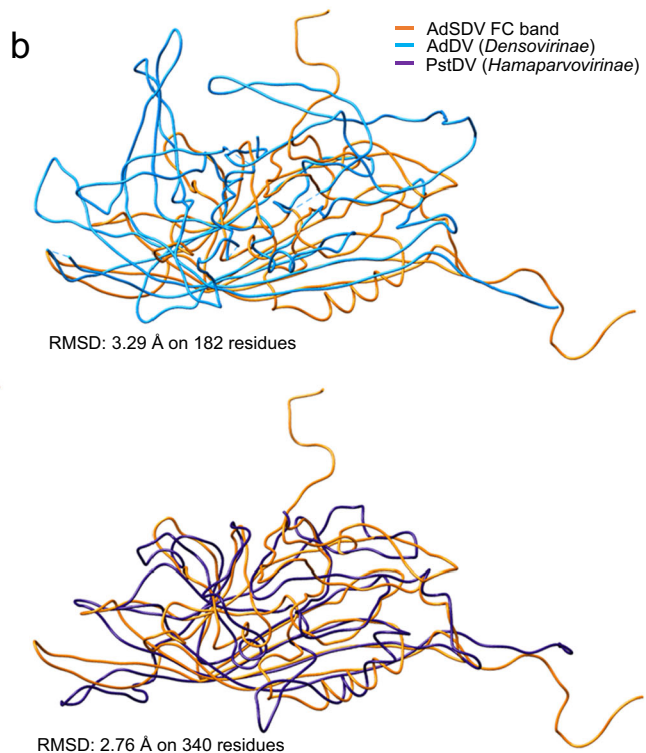 b
AdSDV FC band
AdDV (Densovirinae)
PstDV (Hamaparvovirinae)
RMSD: 3.29 Å on 182 residues
RMSD: 2.76 Å on 340 residues